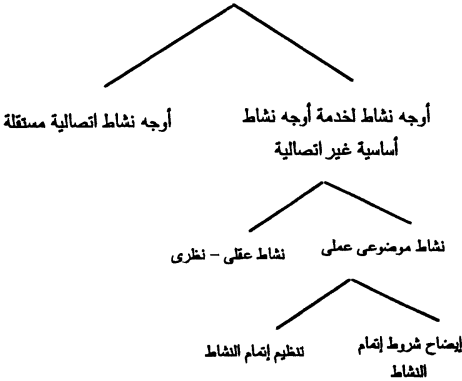 أوجه نشاط لخدمة أوجه نشاط
أساسية غير اتصالية
أوجه نشاط اتصالية مستقلة
نشاط موضوعى عملى
نشاط عقلى – نظرى
إيضاح شروط إتمام
النشاط
تنظيم إتمام النشاط